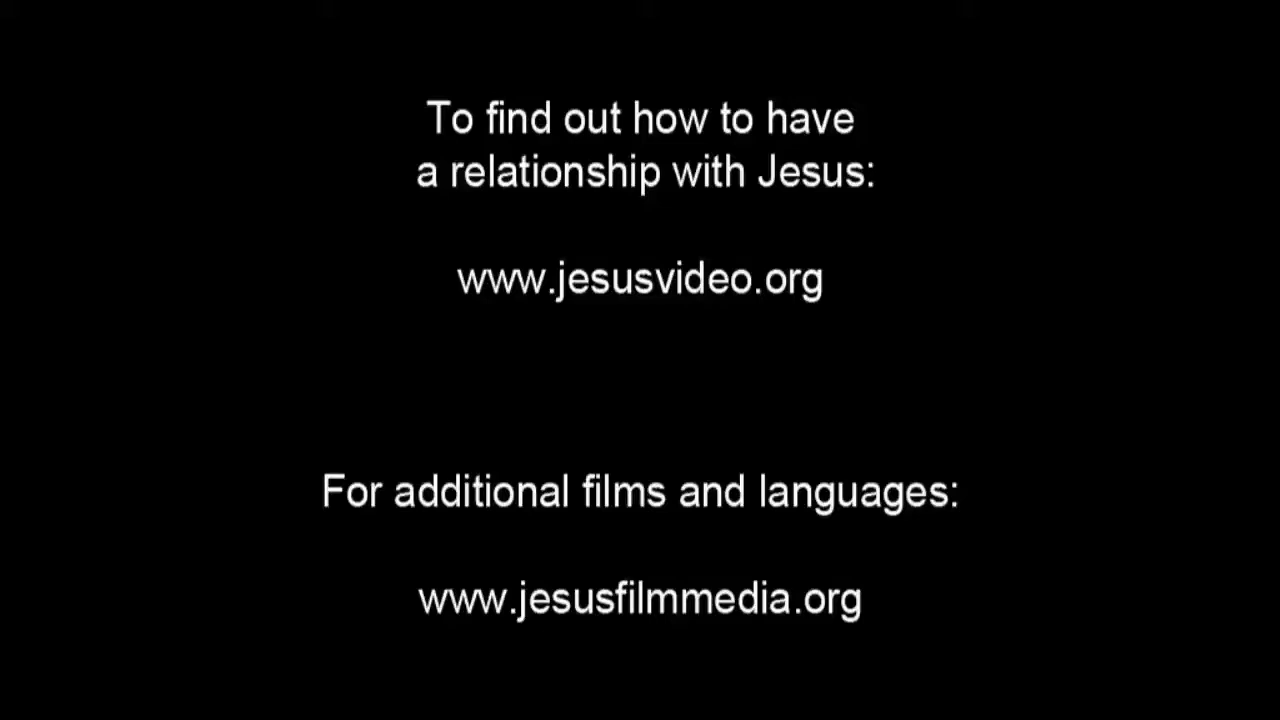 To find out how to have
a relationship with Jesus:
www.jesusvideo.org
For additional films and languages:
www.jesusfilmmedia.org